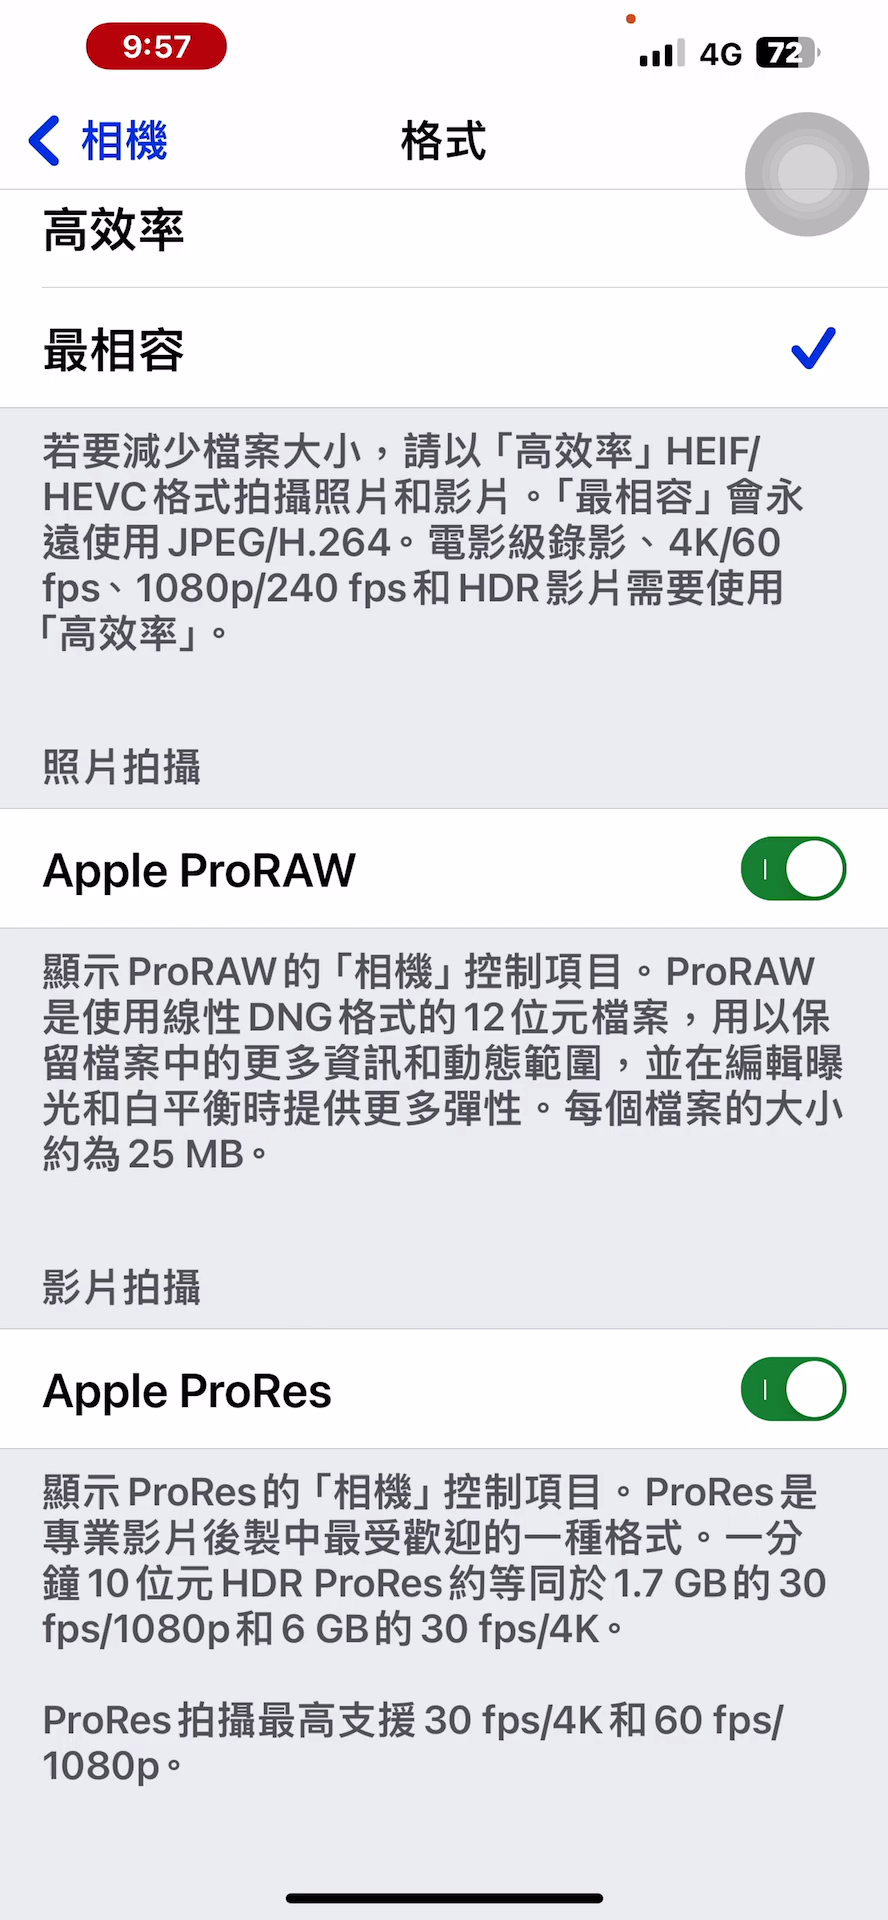 9:57
4G 72
相機
格式
高效率
最相容
若要減少檔案大小，請以「高效率」HEIF/
HEVC格式拍攝照片和影片。「最相容」會永
遠使用 JPEG/H.264。電影級錄影、4K/60
fps、1080p/240 fps和HDR影片需要使用
「高效率」。
照片拍攝
Apple ProRAW
顯示ProRAW的「相機」控制項目。ProRAW
是使用線性DNG格式的12位元檔案，用以保
留檔案中的更多資訊和動態範圍，並在編輯曝
光和白平衡時提供更多彈性。每個檔案的大小
約為25 MB。
影片拍攝
Apple ProRes
顯示ProRes的「相機」控制項目。ProRes是
專業影片後製中最受歡迎的一種格式。一分
鐘10位元HDR ProRes約等同於1.7 GB的30
fps/1080p和6 GB的30 fps/4K。
ProRes拍攝最高支援30 fps/4K和60 fps/
1080p。